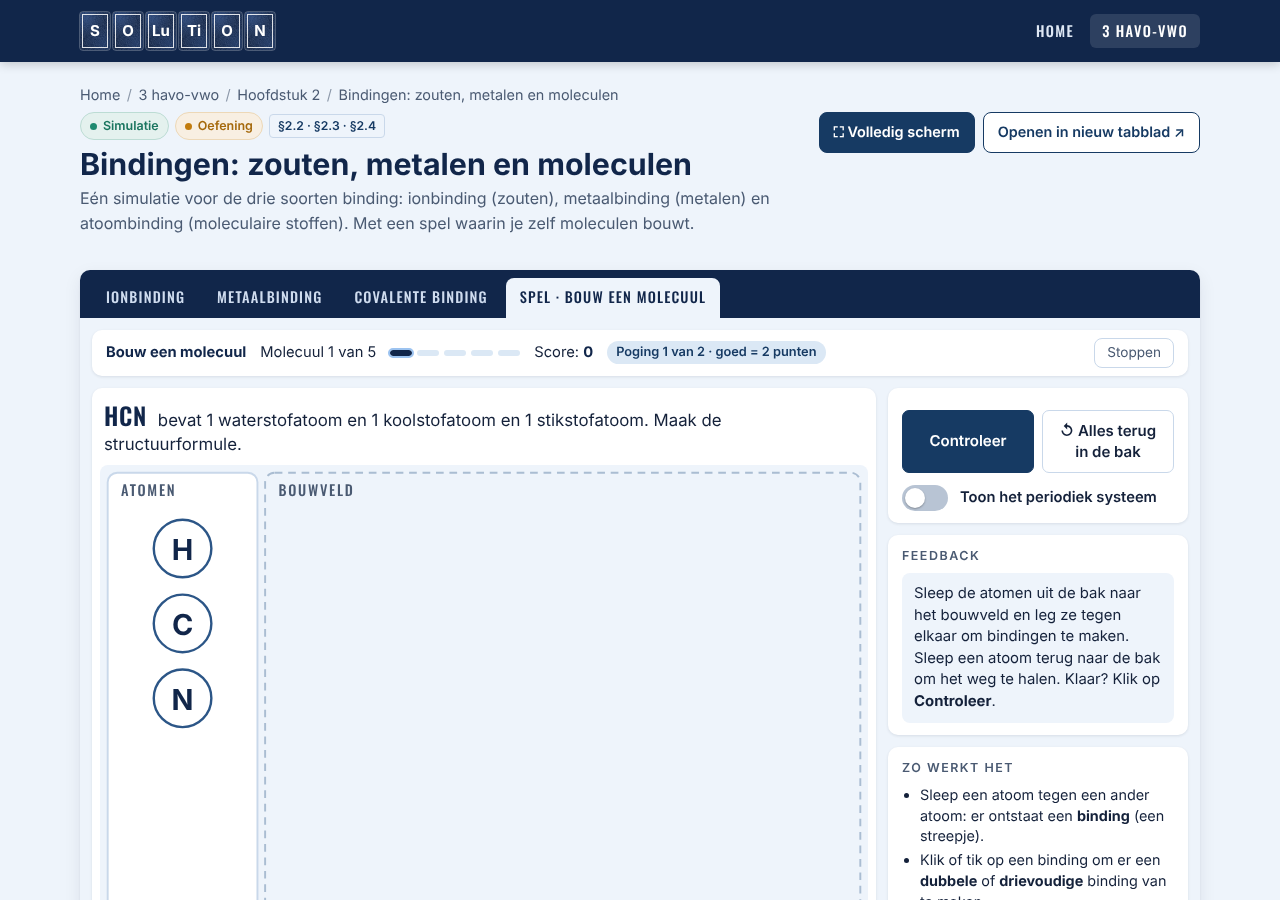 S O Lu Ti O N
HOME
3 HAVO-VWO
Home / 3 havo-vwo / Hoofdstuk 2 / Bindingen: zouten, metalen en moleculen
Simulatie
Oefening
§2.2 · §2.3 · §2.4
Volledig scherm
Openen in nieuw tabblad ↗
Bindingen: zouten, metalen en moleculen
Eén simulatie voor de drie soorten binding: ionbinding (zouten), metaalbinding (metalen) en
atoombinding (moleculaire stoffen). Met een spel waarin je zelf moleculen bouwt.
IONBINDING
METAALBINDING
COVALENTE BINDING
SPEL · BOUW EEN MOLECUUL
Bouw een molecuul
Molecuul 1 van 5
Score: 0
Poging 1 van 2 · goed = 2 punten
Stoppen
HCN bevat 1 waterstofatoom en 1 koolstofatoom en 1 stikstofatoom. Maak de
structuurformule.
ATOMEN
H
C
N
BOUWVELD
Controleer
↺ Alles terug
in de bak
Toon het periodiek systeem
FEEDBACK
Sleep de atomen uit de bak naar
het bouwveld en leg ze tegen
elkaar om bindingen te maken.
Sleep een atoom terug naar de bak
om het weg te halen. Klaar? Klik op
Controleer.
ZO WERKT HET
• Sleep een atoom tegen een ander
atoom: er ontstaat een binding (een
streepje).
• Klik of tik op een binding om er een
dubbele of drievoudige binding van